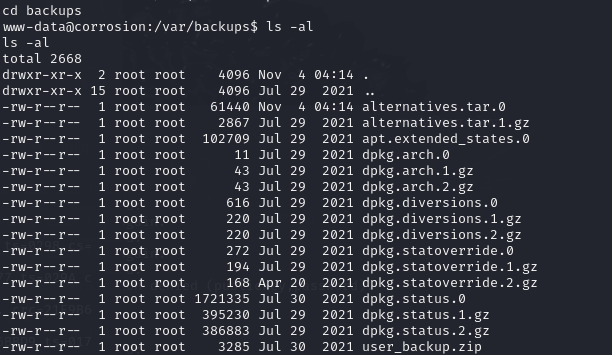 cd backups
www-data@corrosion:/var/backups$ ls -al
ls -al
total 2668
drwxr-xr-x  2 root root    4096 Nov  4 04:14 .
drwxr-xr-x 15 root root    4096 Jul 29  2021 ..
-rw-r--r--  1 root root   61440 Nov  4 04:14 alternatives.tar.0
-rw-r--r--  1 root root    2867 Jul 29  2021 alternatives.tar.1.gz
-rw-r--r--  1 root root  102709 Jul 29  2021 apt.extended_states.0
-rw-r--r--  1 root root      11 Jul 29  2021 dpkg.arch.0
-rw-r--r--  1 root root      43 Jul 29  2021 dpkg.arch.1.gz
-rw-r--r--  1 root root      43 Jul 29  2021 dpkg.arch.2.gz
-rw-r--r--  1 root root     616 Jul 29  2021 dpkg.diversions.0
-rw-r--r--  1 root root     220 Jul 29  2021 dpkg.diversions.1.gz
-rw-r--r--  1 root root     220 Jul 29  2021 dpkg.diversions.2.gz
-rw-r--r--  1 root root     272 Jul 29  2021 dpkg.statoverride.0
-rw-r--r--  1 root root     194 Jul 29  2021 dpkg.statoverride.1.gz
-rw-r--r--  1 root root     168 Apr 20  2021 dpkg.statoverride.2.gz
-rw-r--r--  1 root root 1721335 Jul 30  2021 dpkg.status.0
-rw-r--r--  1 root root  395230 Jul 29  2021 dpkg.status.1.gz
-rw-r--r--  1 root root  386883 Jul 29  2021 dpkg.status.2.gz
-rw-r--r--  1 root root    3285 Jul 30  2021 user_backup.zip